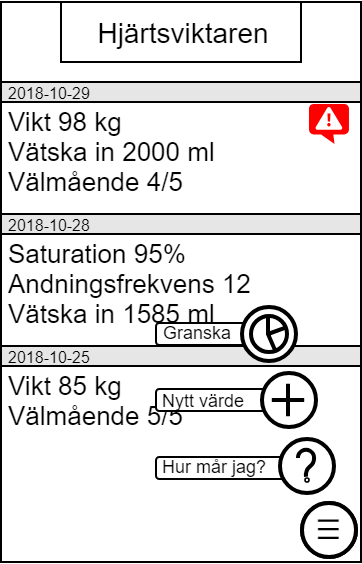 Hjärtsviktaren
2018-10-29
Vikt 98 kg
Vätska in 2000 ml
Välmående 4/5
2018-10-28
Saturation 95%
Andningsfrekvens 12
Vätska in 1585 ml
Granska
2018-10-25
Vikt 85 kg
Nytt värde
Välmående 5/5
Hur mår jag?